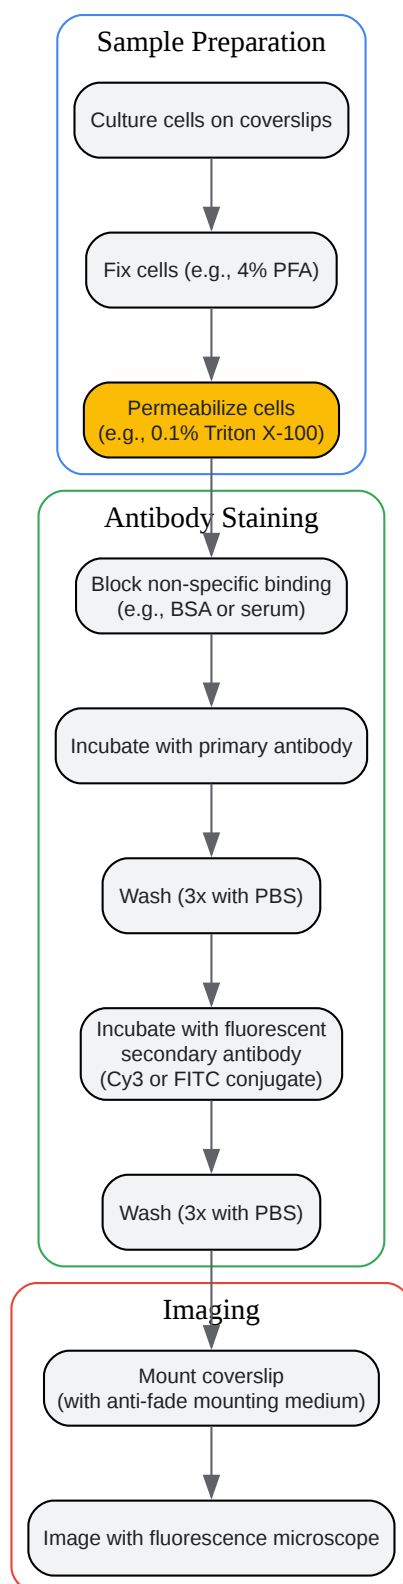 Sample Preparation
Culture cells on coverslips
Fix cells (e.g., 4% PFA)
Permeabilize cells
(e.g., 0.1% Triton X-100)
Antibody Staining
Block non-specific binding
(e.g., BSA or serum)
Incubate with primary antibody
Wash (3x with PBS)
Incubate with fluorescent
secondary antibody
(Cy3 or FITC conjugate)
Wash (3x with PBS)
Imaging
Mount coverslip
(with anti-fade mounting medium)
Image with fluorescence microscope